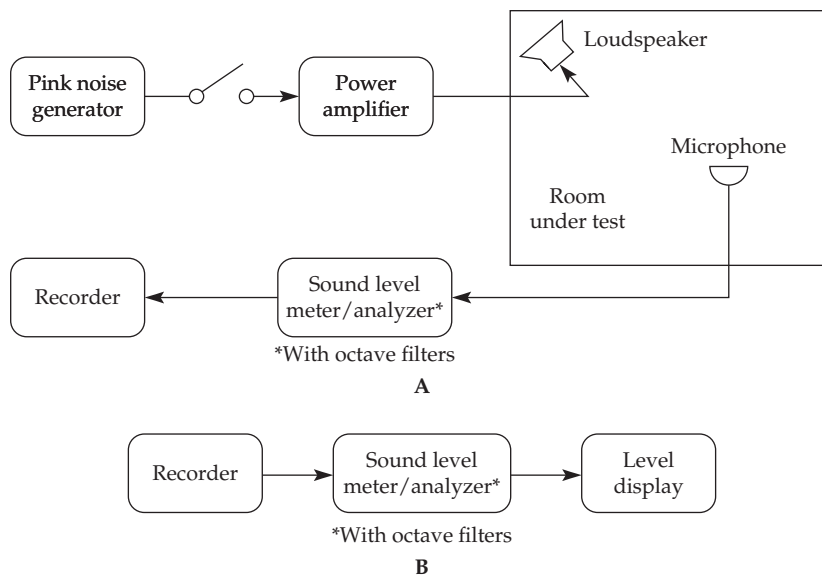 Loudspeaker
Pink noise
generator
Power
amplifier
Microphone
Room
under test
Recorder
Sound level
meter/analyzer*
*With octave filters
A
Recorder
Sound level
meter/analyzer*
Level
display
*With octave filters
B